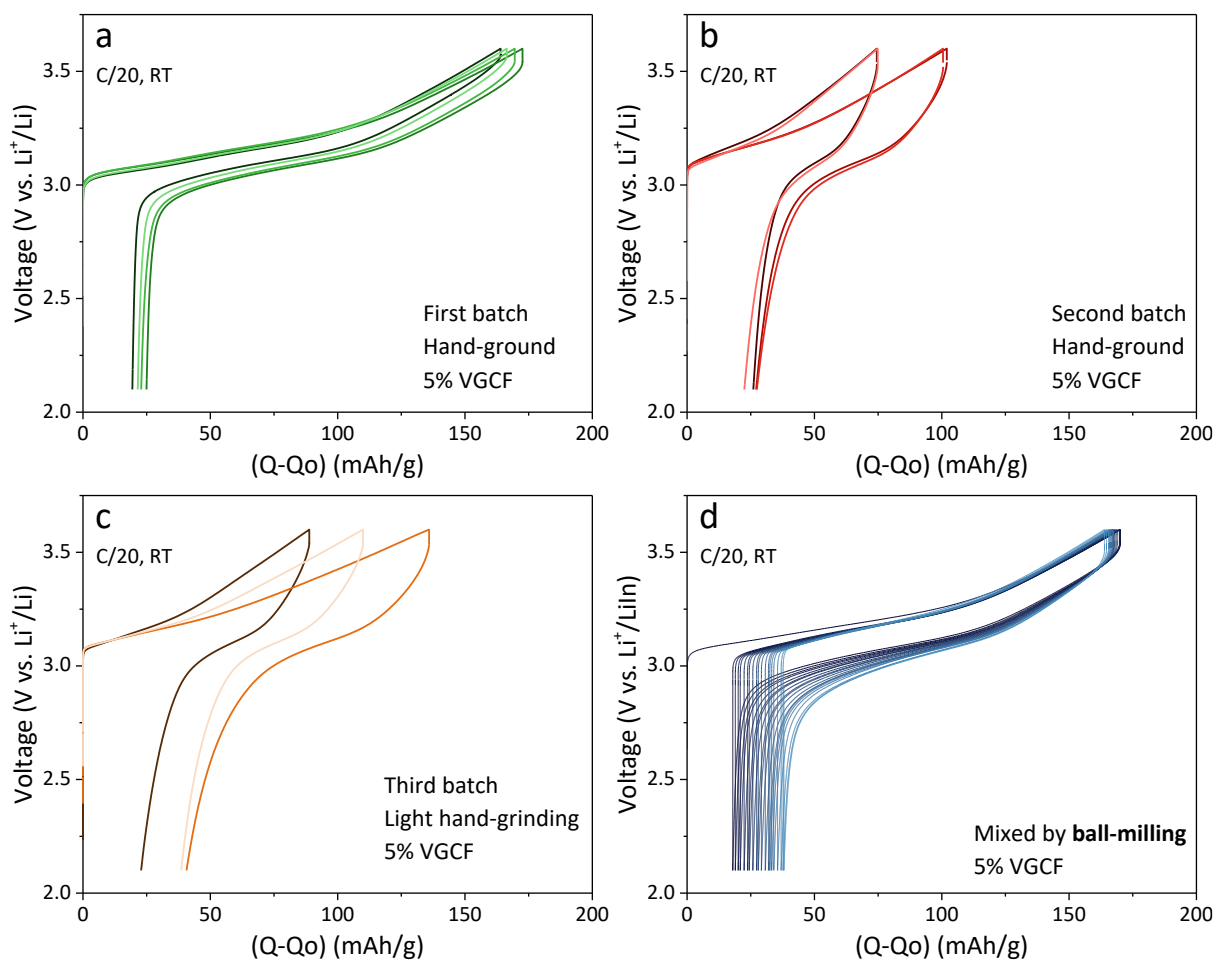 a
C/20, RT
3.5
3.0
2.5
2.0
Voltage (V vs. Li⁺/Li)
First batch
Hand-ground
5% VGCF
0 50 100 150 200
(Q-Qo) (mAh/g)
b
C/20, RT
3.5
3.0
2.5
2.0
Voltage (V vs. Li⁺/Li)
Second batch
Hand-ground
5% VGCF
0 50 100 150 200
(Q-Qo) (mAh/g)
c
C/20, RT
3.5
3.0
2.5
2.0
Voltage (V vs. Li⁺/Li)
Third batch
Light hand-grinding
5% VGCF
0 50 100 150 200
(Q-Qo) (mAh/g)
d
C/20, RT
3.5
3.0
2.5
2.0
Voltage (V vs. Li⁺/LiIn)
Mixed by ball-milling
5% VGCF
0 50 100 150 200
(Q-Qo) (mAh/g)